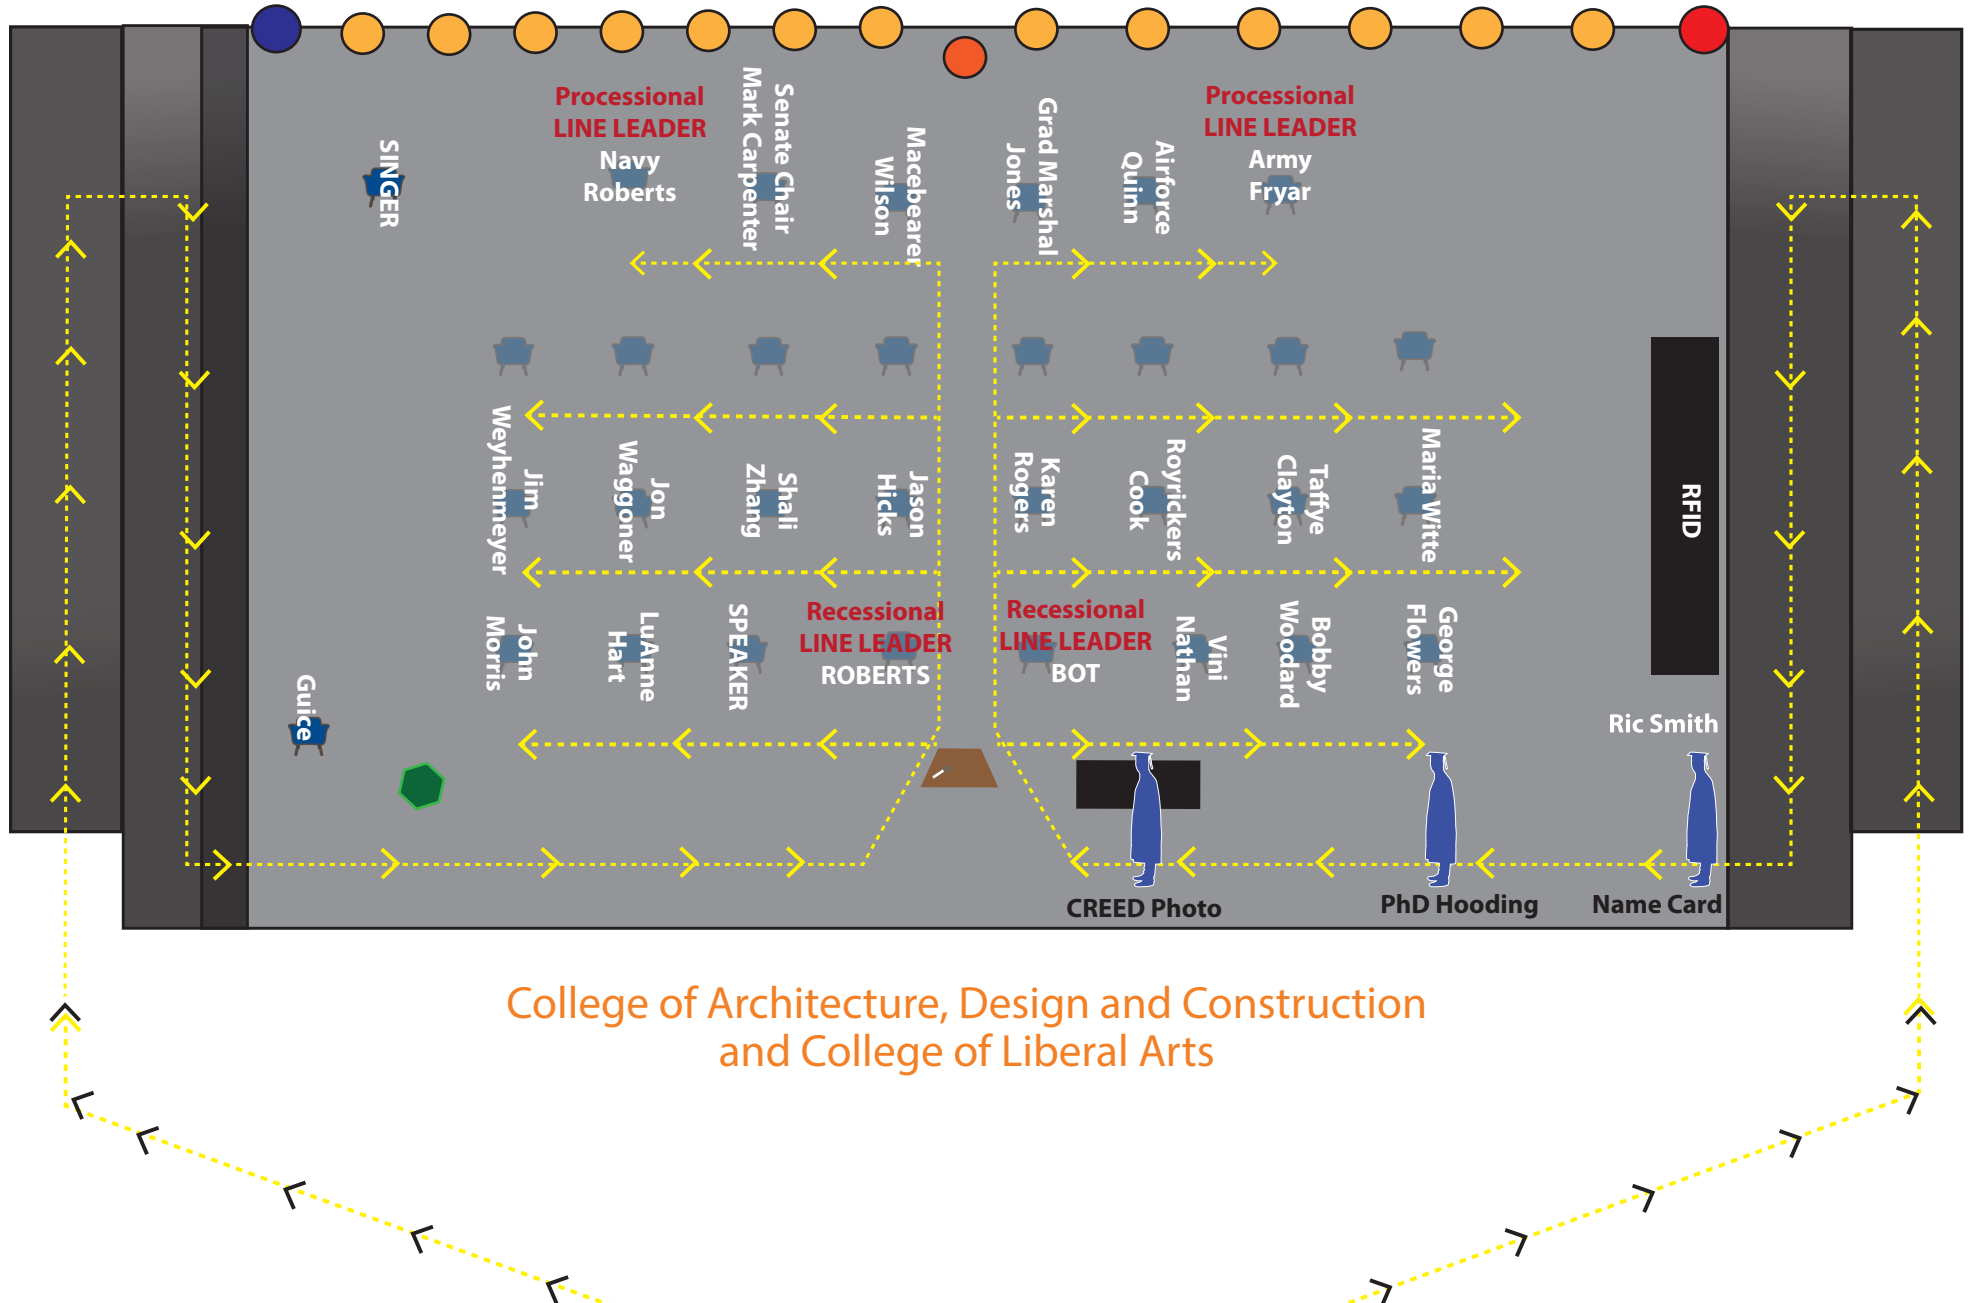 Processional
LINE LEADER
Navy
Roberts
Senate Chair
Mark Carpenter
Macebearer
Wilson
Grad Marshal
Jones
Airforce
Quinn
Processional
LINE LEADER
Army
Fryar
SINGER
Jim
Weyhenmeyer
Jon
Waggoner
Shali
Zhang
Jason
Hicks
Karen
Rogers
Royrickers
Cook
Taffye
Clayton
Maria Witte
RFID
John
Morris
LuAnne
Hart
SPEAKER
Recessional
LINE LEADER
ROBERTS
Recessional
LINE LEADER
BOT
Vini
Nathan
Bobby
Woodard
George
Flowers
Guice
Ric Smith
CREED Photo
PhD Hooding
Name Card
College of Architecture, Design and Construction
and College of Liberal Arts